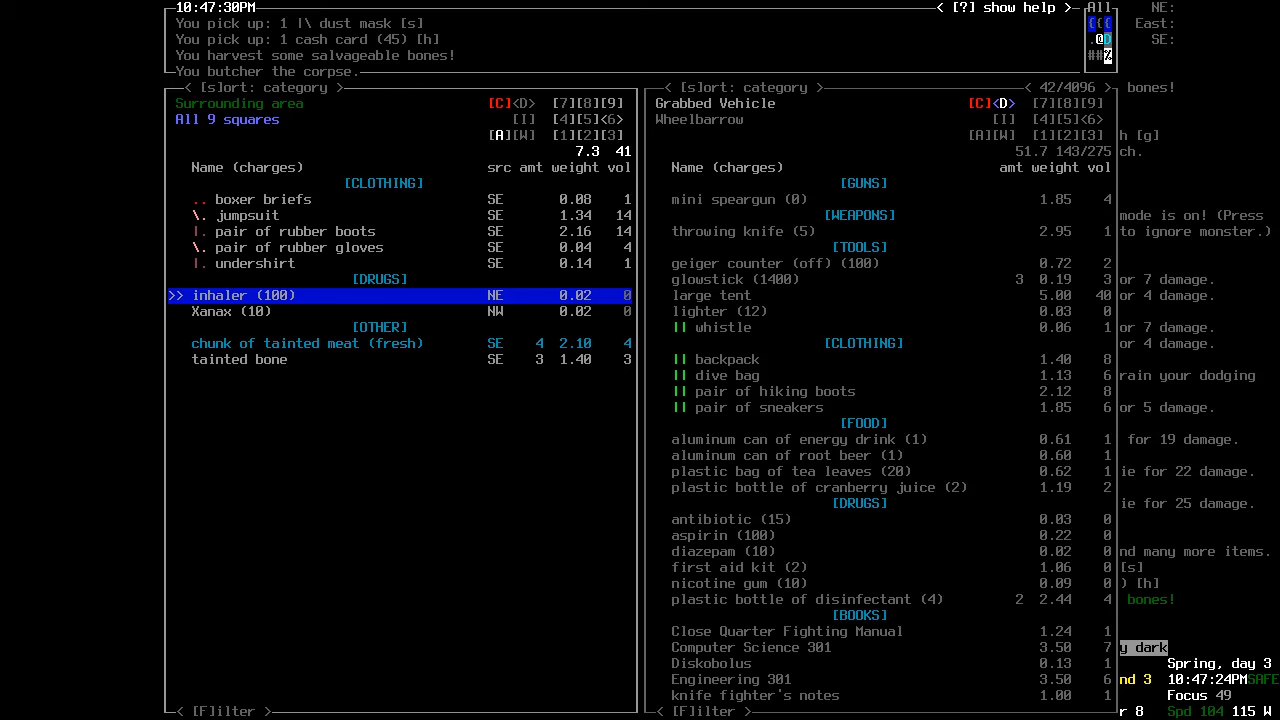 10:47:30PM < [?] show help > All NE:
You pick up: 1 |\ dust mask [s] {{{ East:
You pick up: 1 cash card (45) [h] .@D SE:
You harvest some salvageable bones! ##%
You butcher the corpse.
< [s]ort: category > < [s]ort: category > < 42/4096 > bones!
Surrounding area [C]<D> [7][8][9] Grabbed Vehicle [C]<D> [7][8][9]
All 9 squares [I] [4][5]<6> Wheelbarrow [I] [4][5]<6>
[A][W] [1][2][3] [A][W] [1][2][3] h [g]
7.3 41 51.7 143/275 ch.
Name (charges) src amt weight vol Name (charges) amt weight vol
[CLOTHING] [GUNS]
.. boxer briefs SE 0.08 1 mini speargun (0) 1.85 4
\. jumpsuit SE 1.34 14 [WEAPONS] mode is on! (Press
|. pair of rubber boots SE 2.16 14 throwing knife (5) 2.95 1 to ignore monster.)
\. pair of rubber gloves SE 0.04 4 [TOOLS]
|. undershirt SE 0.14 1 geiger counter (off) (100) 0.72 2
[DRUGS] glowstick (1400) 3 0.19 3 or 7 damage.
>> inhaler (100) NE 0.02 0 large tent 5.00 40 or 4 damage.
Xanax (10) NW 0.02 0 lighter (12) 0.03 0
[OTHER] || whistle 0.06 1 or 7 damage.
chunk of tainted meat (fresh) SE 4 2.10 4 [CLOTHING] or 4 damage.
tainted bone SE 3 1.40 3 || backpack 1.40 8
|| dive bag 1.13 6 rain your dodging
|| pair of hiking boots 2.12 8
|| pair of sneakers 1.85 6 or 5 damage.
[FOOD]
aluminum can of energy drink (1) 0.61 1 for 19 damage.
aluminum can of root beer (1) 0.60 1
plastic bag of tea leaves (20) 0.62 1 ie for 22 damage.
plastic bottle of cranberry juice (2) 1.19 2
[DRUGS] ie for 25 damage.
antibiotic (15) 0.03 0
aspirin (100) 0.22 0
diazepam (10) 0.02 0 nd many more items.
first aid kit (2) 1.06 0 [s]
nicotine gum (10) 0.09 0 ) [h]
plastic bottle of disinfectant (4) 2 2.44 4 bones!
[BOOKS]
Close Quarter Fighting Manual 1.24 1
Computer Science 301 3.50 7 y dark
Diskobolus 0.13 1 Spring, day 3
Engineering 301 3.50 6 nd 3 10:47:24PMSAFE
knife fighter's notes 1.00 1 Focus 49
< [F]ilter > < [F]ilter > r 8 Spd 104 115 W